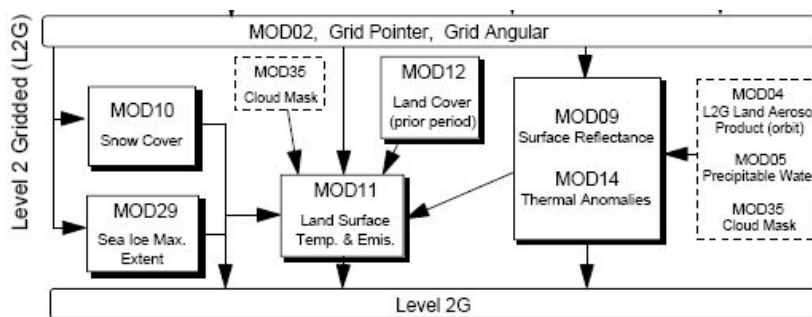 Level 2 Gridded (L2G)
MOD02, Grid Pointer, Grid Angular
MOD10
Snow Cover
MOD29
Sea Ice Max.
Extent
MOD35
Cloud Mask
MOD12
Land Cover
(prior period)
MOD11
Land Surface
Temp. & Emis.
MOD09
Surface Reflectance
MOD14
Thermal Anomalies
MOD04
L2G Land Aeroso
Product (orbit)
MOD05
Precipitable Wate
MOD35
Cloud Mask
Level 2G